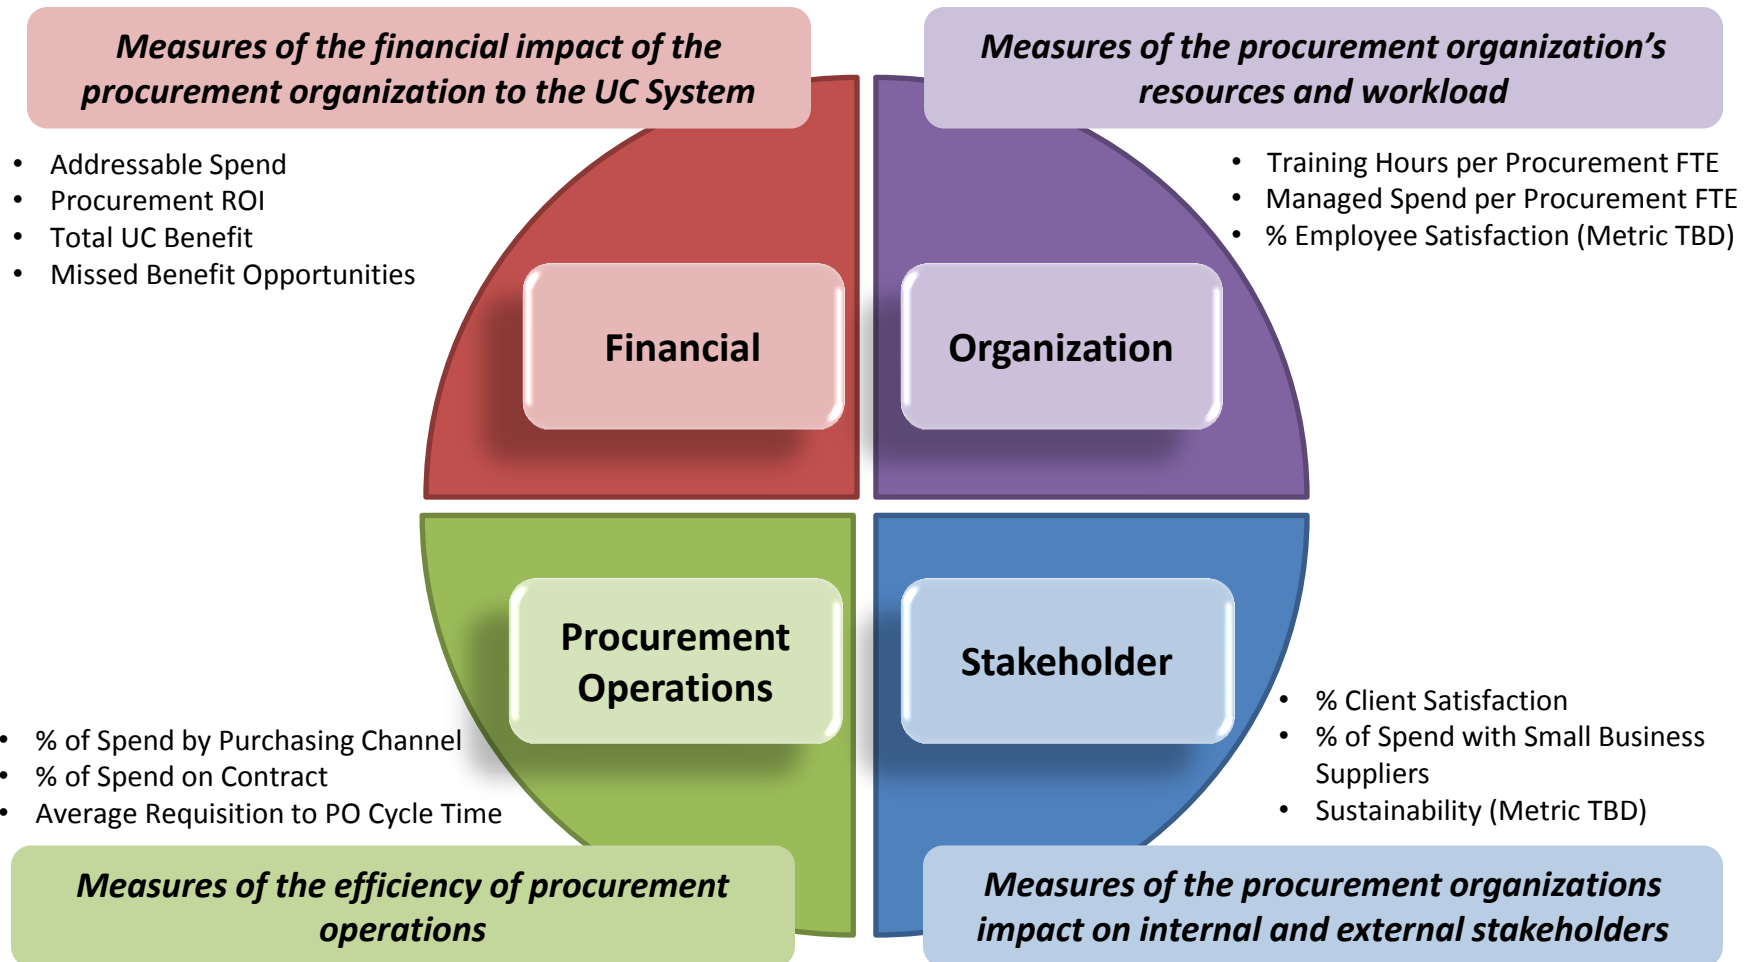 Measures of the financial impact of the
procurement organization to the UC System
• Addressable Spend
• Procurement ROI
• Total UC Benefit
• Missed Benefit Opportunities
Measures of the procurement organization’s
resources and workload
• Training Hours per Procurement FTE
• Managed Spend per Procurement FTE
• % Employee Satisfaction (Metric TBD)
Financial
Organization
Procurement
Operations
Stakeholder
• % of Spend by Purchasing Channel
• % of Spend on Contract
• Average Requisition to PO Cycle Time
Measures of the efficiency of procurement
operations
• % Client Satisfaction
• % of Spend with Small Business
Suppliers
• Sustainability (Metric TBD)
Measures of the procurement organizations
impact on internal and external stakeholders